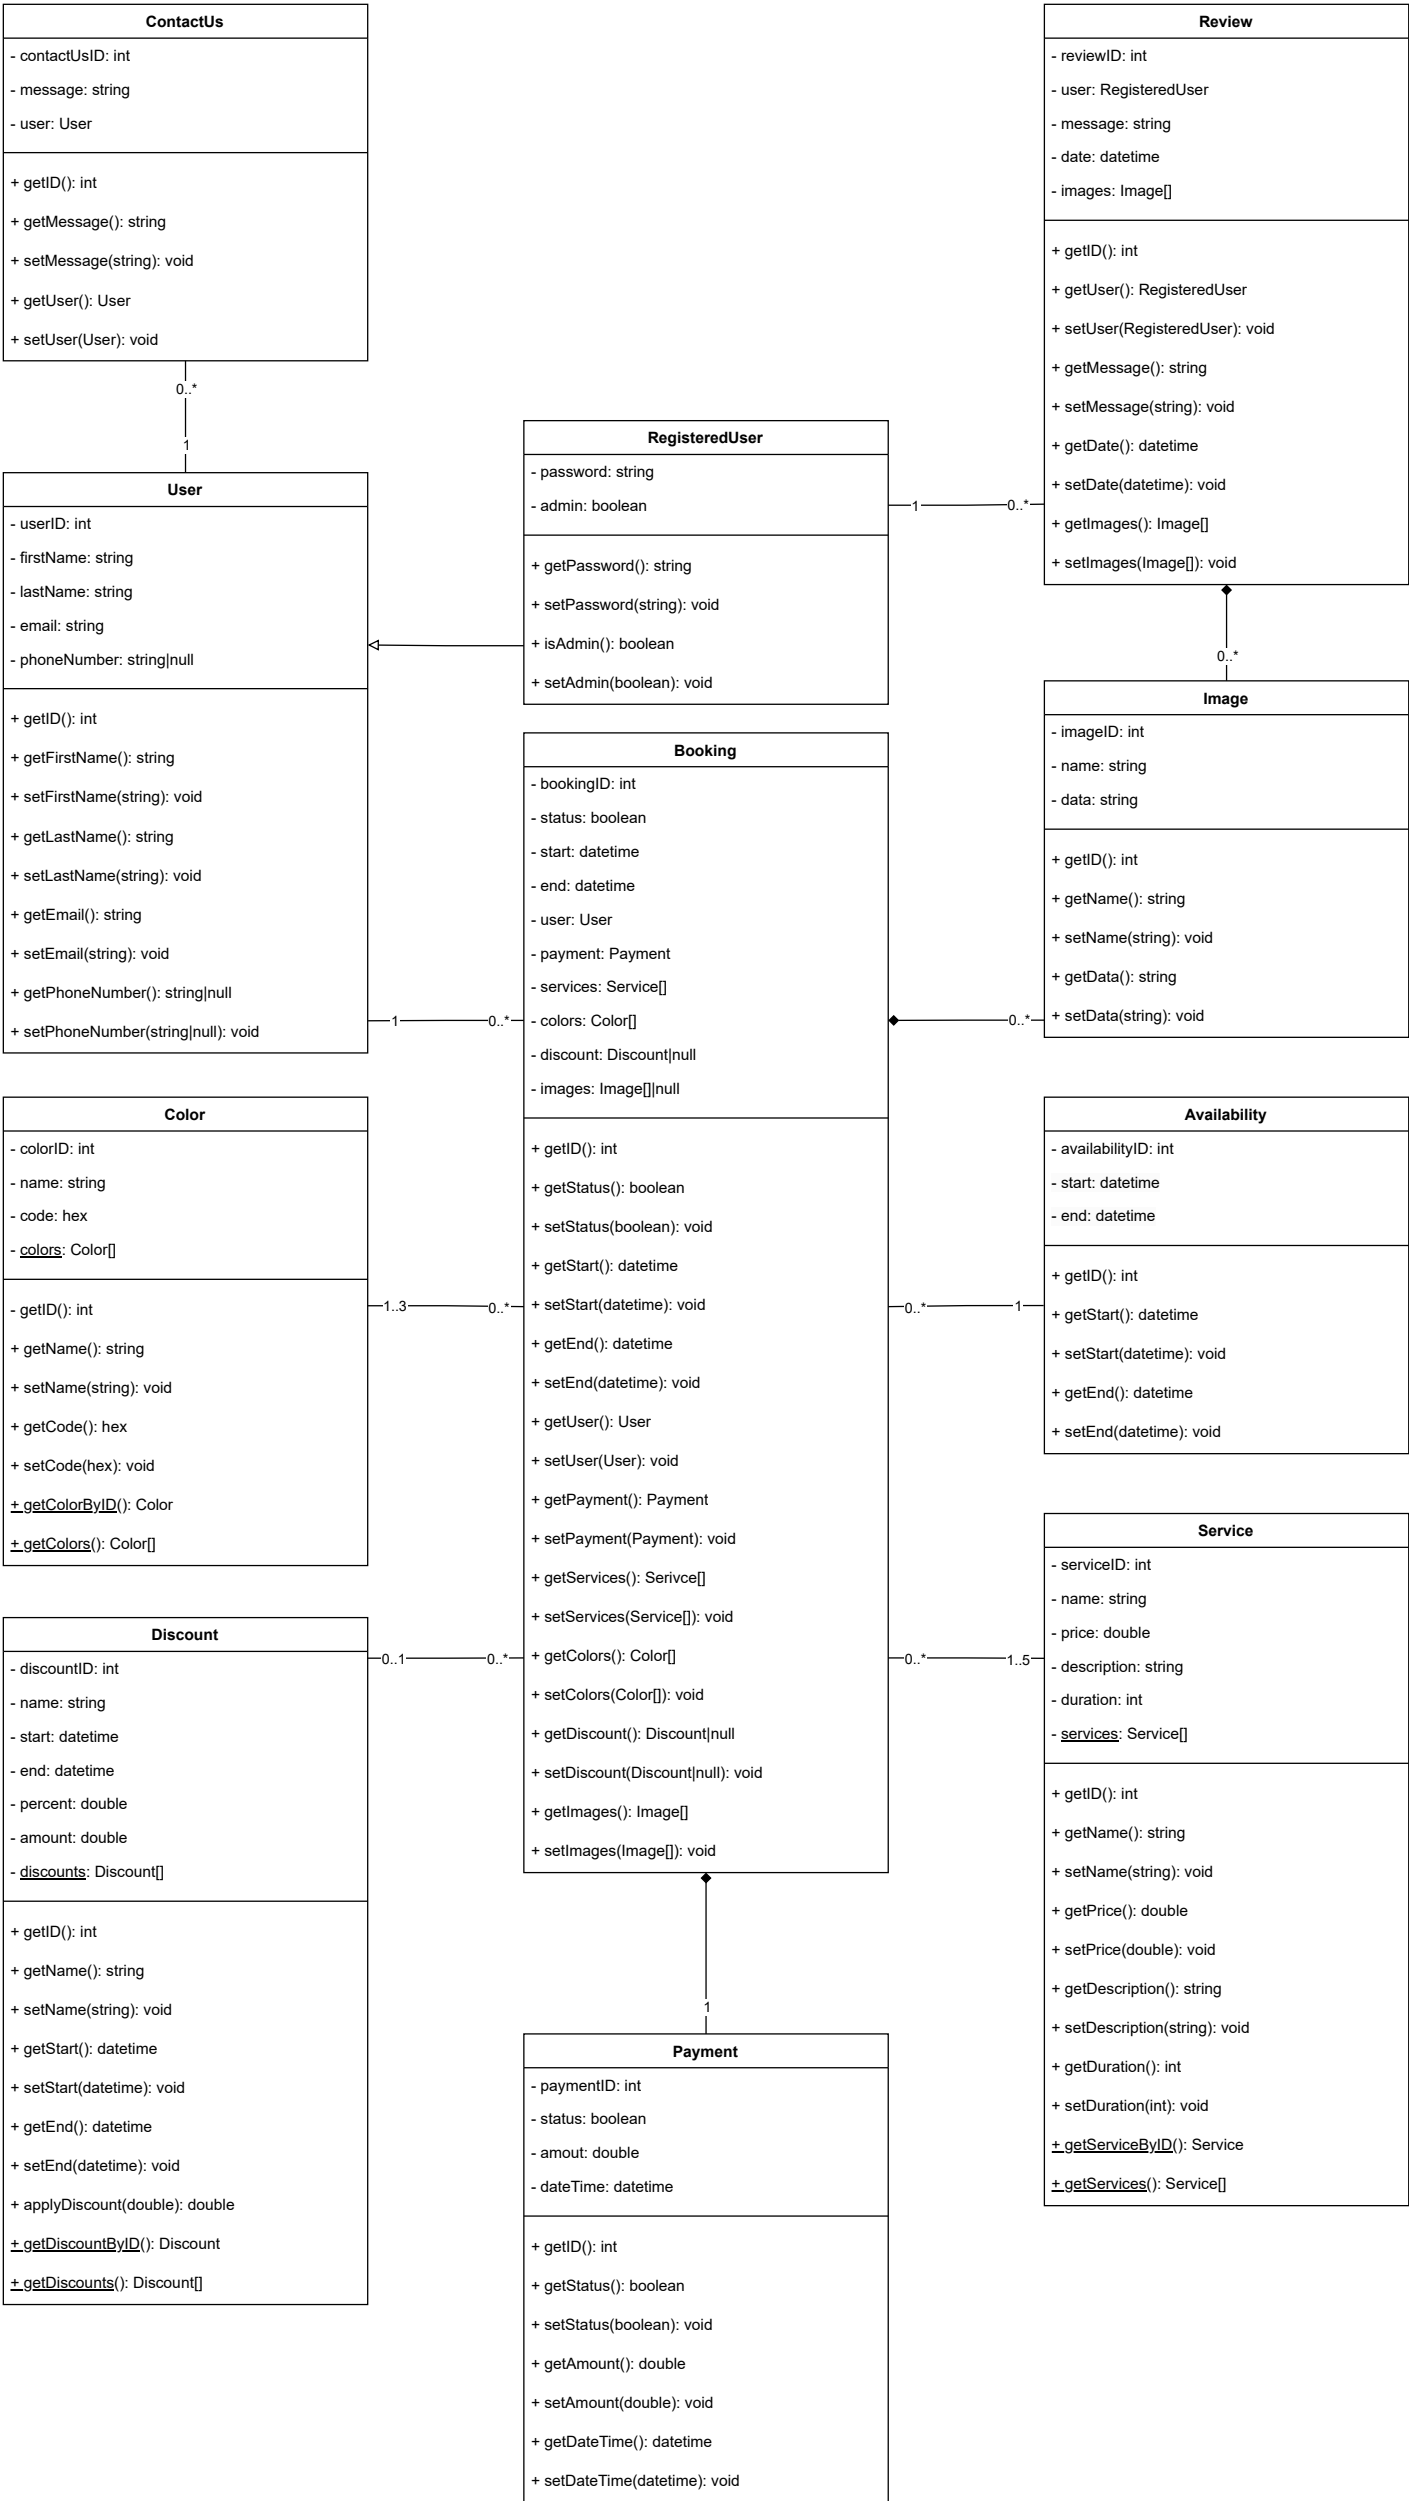 ContactUs
- contactUsID: int
- message: string
- user: User
+ getID(): int
+ getMessage(): string
+ setMessage(string): void
+ getUser(): User
+ setUser(User): void
0..*
1
User
- userID: int
- firstName: string
- lastName: string
- email: string
- phoneNumber: string|null
+ getID(): int
+ getFirstName(): string
+ setFirstName(string): void
+ getLastName(): string
+ setLastName(string): void
+ getEmail(): string
+ setEmail(string): void
+ getPhoneNumber(): string|null
+ setPhoneNumber(string|null): void
1
0..*
Color
- colorID: int
- name: string
- code: hex
- colors: Color[]
- getID(): int
+ getName(): string
+ setName(string): void
+ getCode(): hex
+ setCode(hex): void
+ getColorByID(): Color
+ getColors(): Color[]
1..3
0..*
Discount
- discountID: int
- name: string
- start: datetime
- end: datetime
- percent: double
- amount: double
- discounts: Discount[]
+ getID(): int
+ getName(): string
+ setName(string): void
+ getStart(): datetime
+ setStart(datetime): void
+ getEnd(): datetime
+ setEnd(datetime): void
+ applyDiscount(double): double
+ getDiscountByID(): Discount
+ getDiscounts(): Discount[]
0..1
0..*
RegisteredUser
- password: string
- admin: boolean
+ getPassword(): string
+ setPassword(string): void
+ isAdmin(): boolean
+ setAdmin(boolean): void
1
0..*
Booking
- bookingID: int
- status: boolean
- start: datetime
- end: datetime
- user: User
- payment: Payment
- services: Service[]
- colors: Color[]
- discount: Discount|null
- images: Image[]|null
+ getID(): int
+ getStatus(): boolean
+ setStatus(boolean): void
+ getStart(): datetime
+ setStart(datetime): void
+ getEnd(): datetime
+ setEnd(datetime): void
+ getUser(): User
+ setUser(User): void
+ getPayment(): Payment
+ setPayment(Payment): void
+ getServices(): Serivce[]
+ setServices(Service[]): void
+ getColors(): Color[]
+ setColors(Color[]): void
+ getDiscount(): Discount|null
+ setDiscount(Discount|null): void
+ getImages(): Image[]
+ setImages(Image[]): void
1
Payment
- paymentID: int
- status: boolean
- amout: double
- dateTime: datetime
+ getID(): int
+ getStatus(): boolean
+ setStatus(boolean): void
+ getAmount(): double
+ setAmount(double): void
+ getDateTime(): datetime
+ setDateTime(datetime): void
Review
- reviewID: int
- user: RegisteredUser
- message: string
- date: datetime
- images: Image[]
+ getID(): int
+ getUser(): RegisteredUser
+ setUser(RegisteredUser): void
+ getMessage(): string
+ setMessage(string): void
+ getDate(): datetime
+ setDate(datetime): void
+ getImages(): Image[]
+ setImages(Image[]): void
0..*
Image
- imageID: int
- name: string
- data: string
+ getID(): int
+ getName(): string
+ setName(string): void
+ getData(): string
+ setData(string): void
0..*
Availability
- availabilityID: int
- start: datetime
- end: datetime
+ getID(): int
+ getStart(): datetime
+ setStart(datetime): void
+ getEnd(): datetime
+ setEnd(datetime): void
0..*
1
Service
- serviceID: int
- name: string
- price: double
- description: string
- duration: int
- services: Service[]
+ getID(): int
+ getName(): string
+ setName(string): void
+ getPrice(): double
+ setPrice(double): void
+ getDescription(): string
+ setDescription(string): void
+ getDuration(): int
+ setDuration(int): void
+ getServiceByID(): Service
+ getServices(): Service[]
0..*
1..5